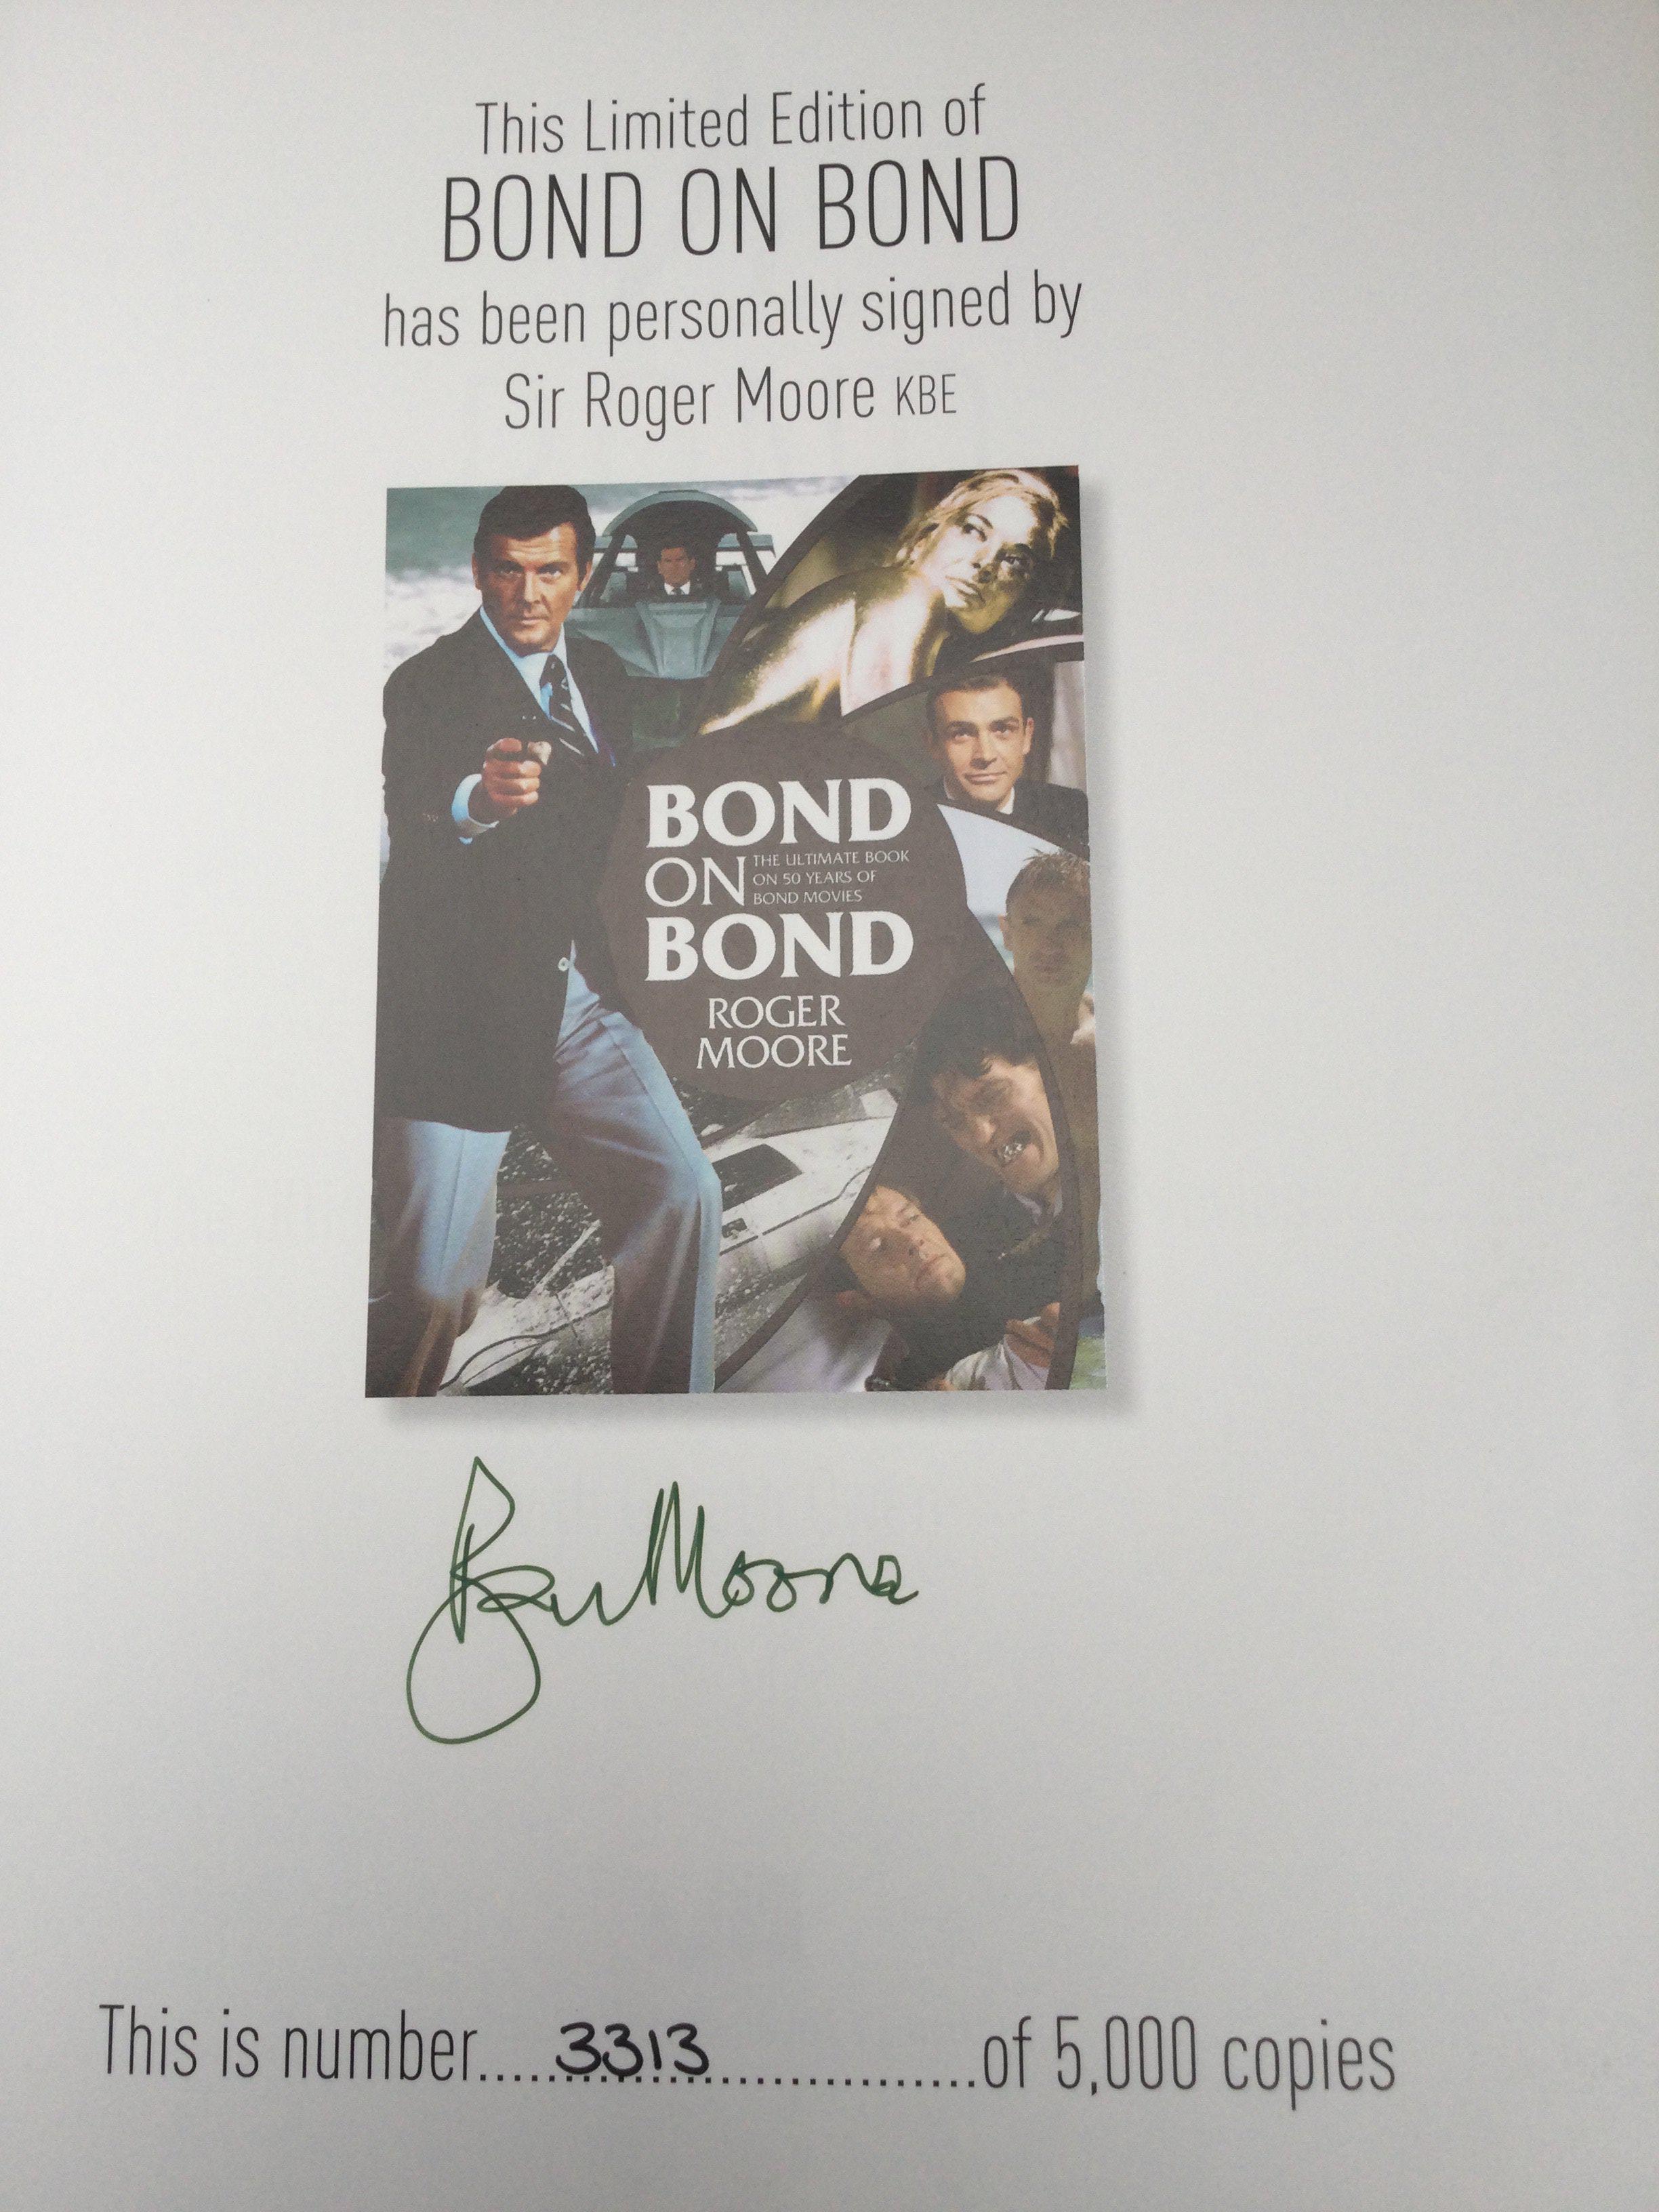 This Limited Edition of
BOND ON BOND
has been personally signed by
Sir Roger Moore KBE
BOND
ON THE ULTIMATE BOOK
ON 50 YEARS OF
BOND MOVIES
BOND
ROGER
MOORE
Roger Moore
This is number....3313....................of 5,000 copies